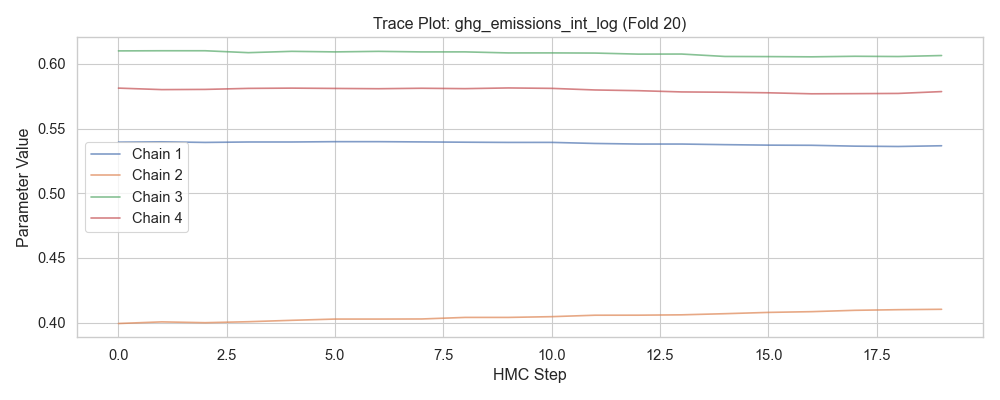 Trace Plot: ghg_emissions_int_log (Fold 20)
Parameter Value
0.60
0.55
0.50
0.45
0.40
Chain 1
Chain 2
Chain 3
Chain 4
0.0 2.5 5.0 7.5 10.0 12.5 15.0 17.5
HMC Step